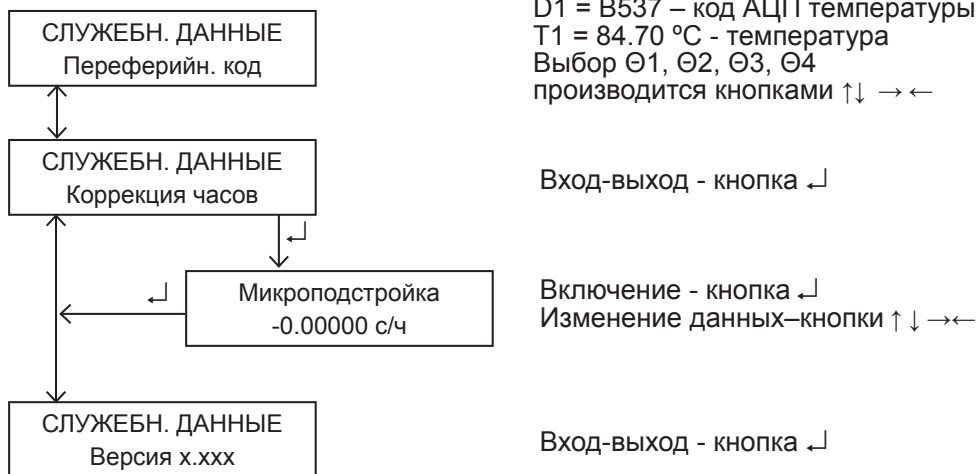 D1 = B537 – код АЦП температуры
СЛУЖЕБН. ДАННЫЕ
Переферийн. код
T1 = 84.70 ºC - температура
Выбор Θ1, Θ2, Θ3, Θ4
производится кнопками ↑↓ → ←
СЛУЖЕБН. ДАННЫЕ
Коррекция часов
Вход-выход - кнопка ↵
↵
Микроподстройка
-0.00000 с/ч
↵
Включение - кнопка ↵
Изменение данных–кнопки ↑ ↓ →←
СЛУЖЕБН. ДАННЫЕ
Версия x.xxx
Вход-выход - кнопка ↵